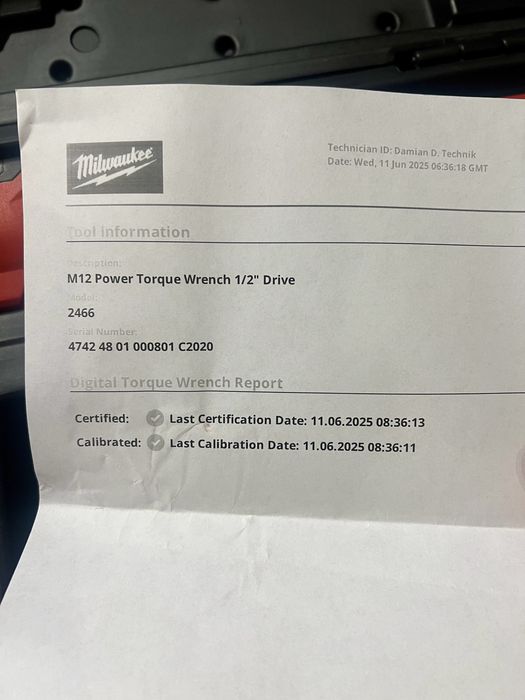 Milwaukee
Technician ID: Damian D. Technik
Date: Wed, 11 Jun 2025 06:36:18 GMT
Tool information
Description:
M12 Power Torque Wrench 1/2" Drive
Model:
2466
Serial Number:
4742 48 01 000801 C2020
Digital Torque Wrench Report
Certified: Last Certification Date: 11.06.2025 08:36:13
Calibrated: Last Calibration Date: 11.06.2025 08:36:11